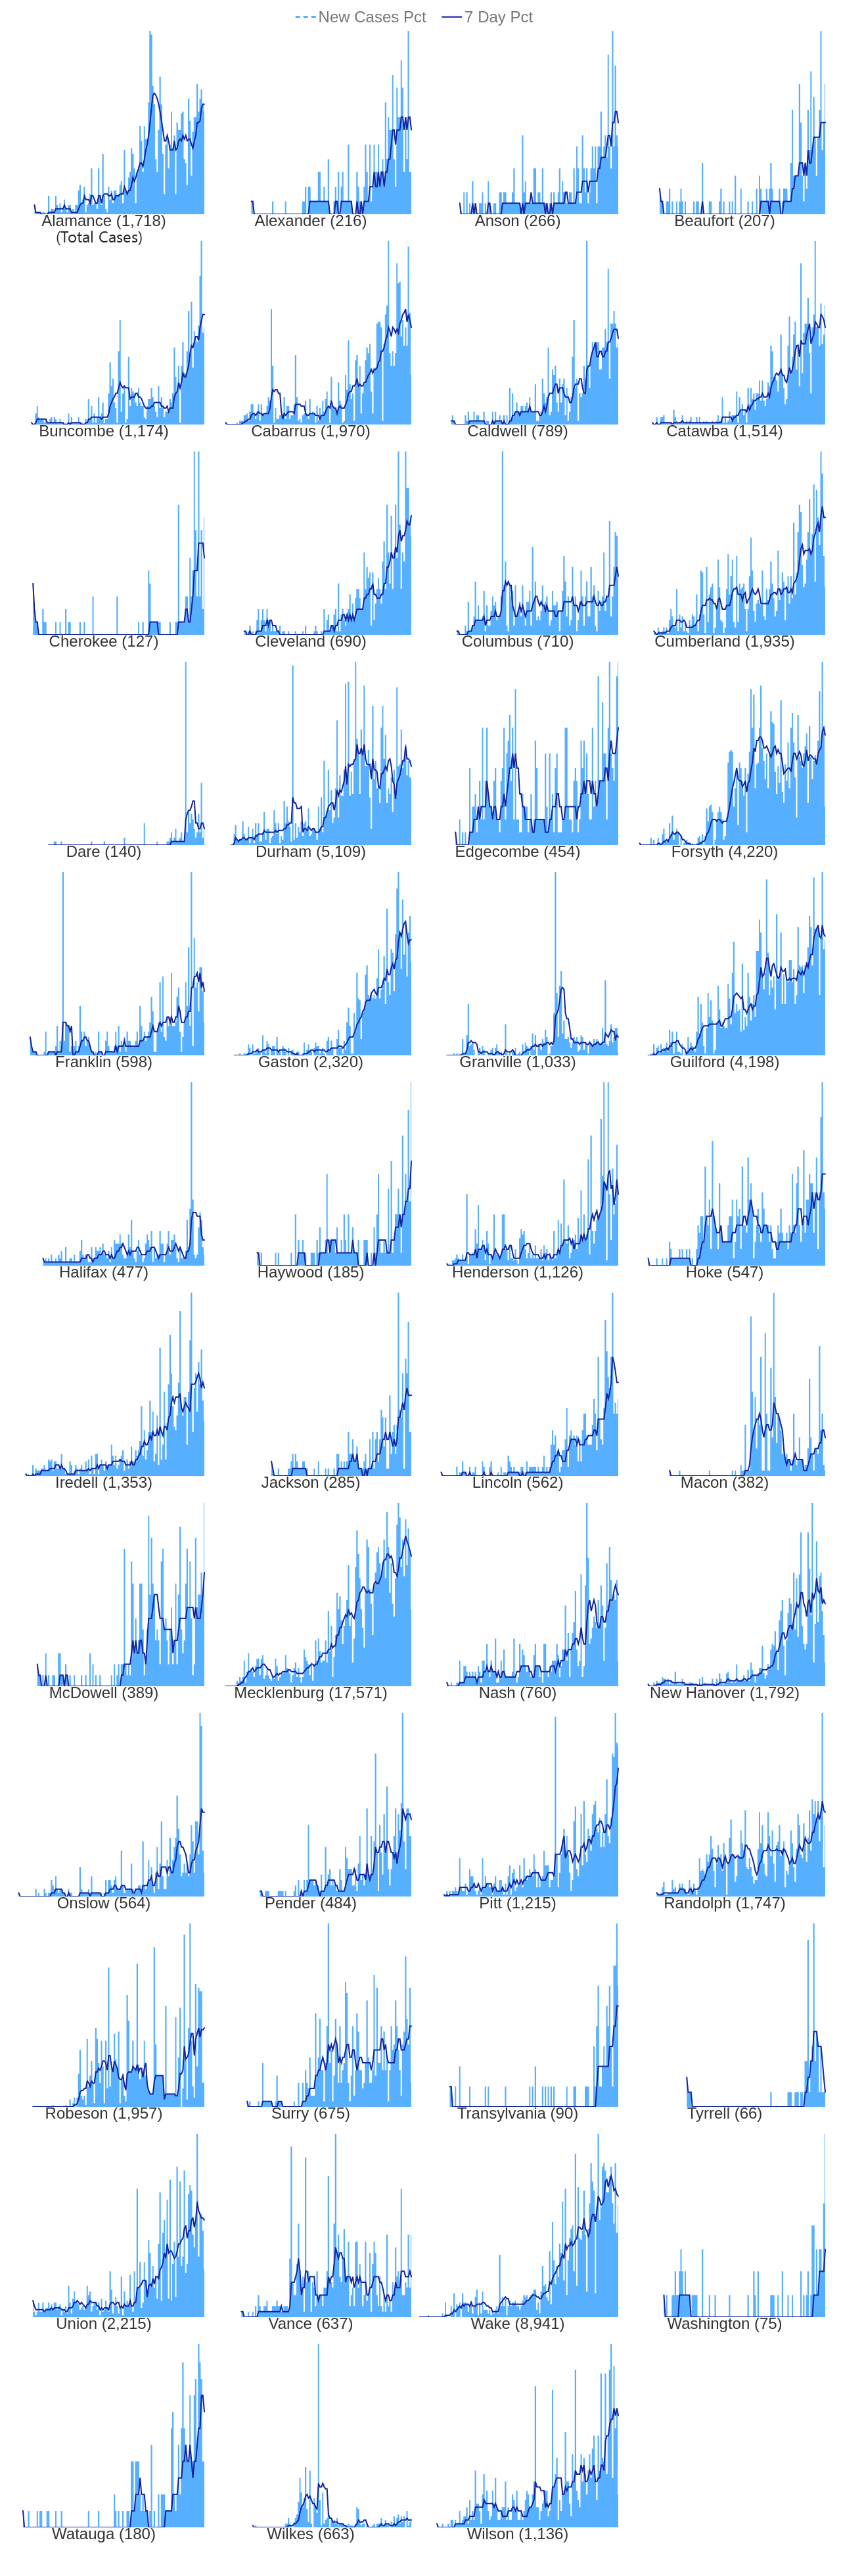 New Cases Pct 7 Day Pct
Alamance (1,718) Alexander (216) Anson (266) Beaufort (207)
(Total Cases)
Buncombe (1,174) Cabarrus (1,970) Caldwell (789) Catawba (1,514)
Cherokee (127) Cleveland (690) Columbus (710) Cumberland (1,935)
Dare (140) Durham (5,109) Edgecombe (454) Forsyth (4,220)
Franklin (598) Gaston (2,320) Granville (1,033) Guilford (4,198)
Halifax (477) Haywood (185) Henderson (1,126) Hoke (547)
Iredell (1,353) Jackson (285) Lincoln (562) Macon (382)
McDowell (389) Mecklenburg (17,571) Nash (760) New Hanover (1,792)
Onslow (564) Pender (484) Pitt (1,215) Randolph (1,747)
Robeson (1,957) Surry (675) Transylvania (90) Tyrrell (66)
Union (2,215) Vance (637) Wake (8,941) Washington (75)
Watauga (180) Wilkes (663) Wilson (1,136)